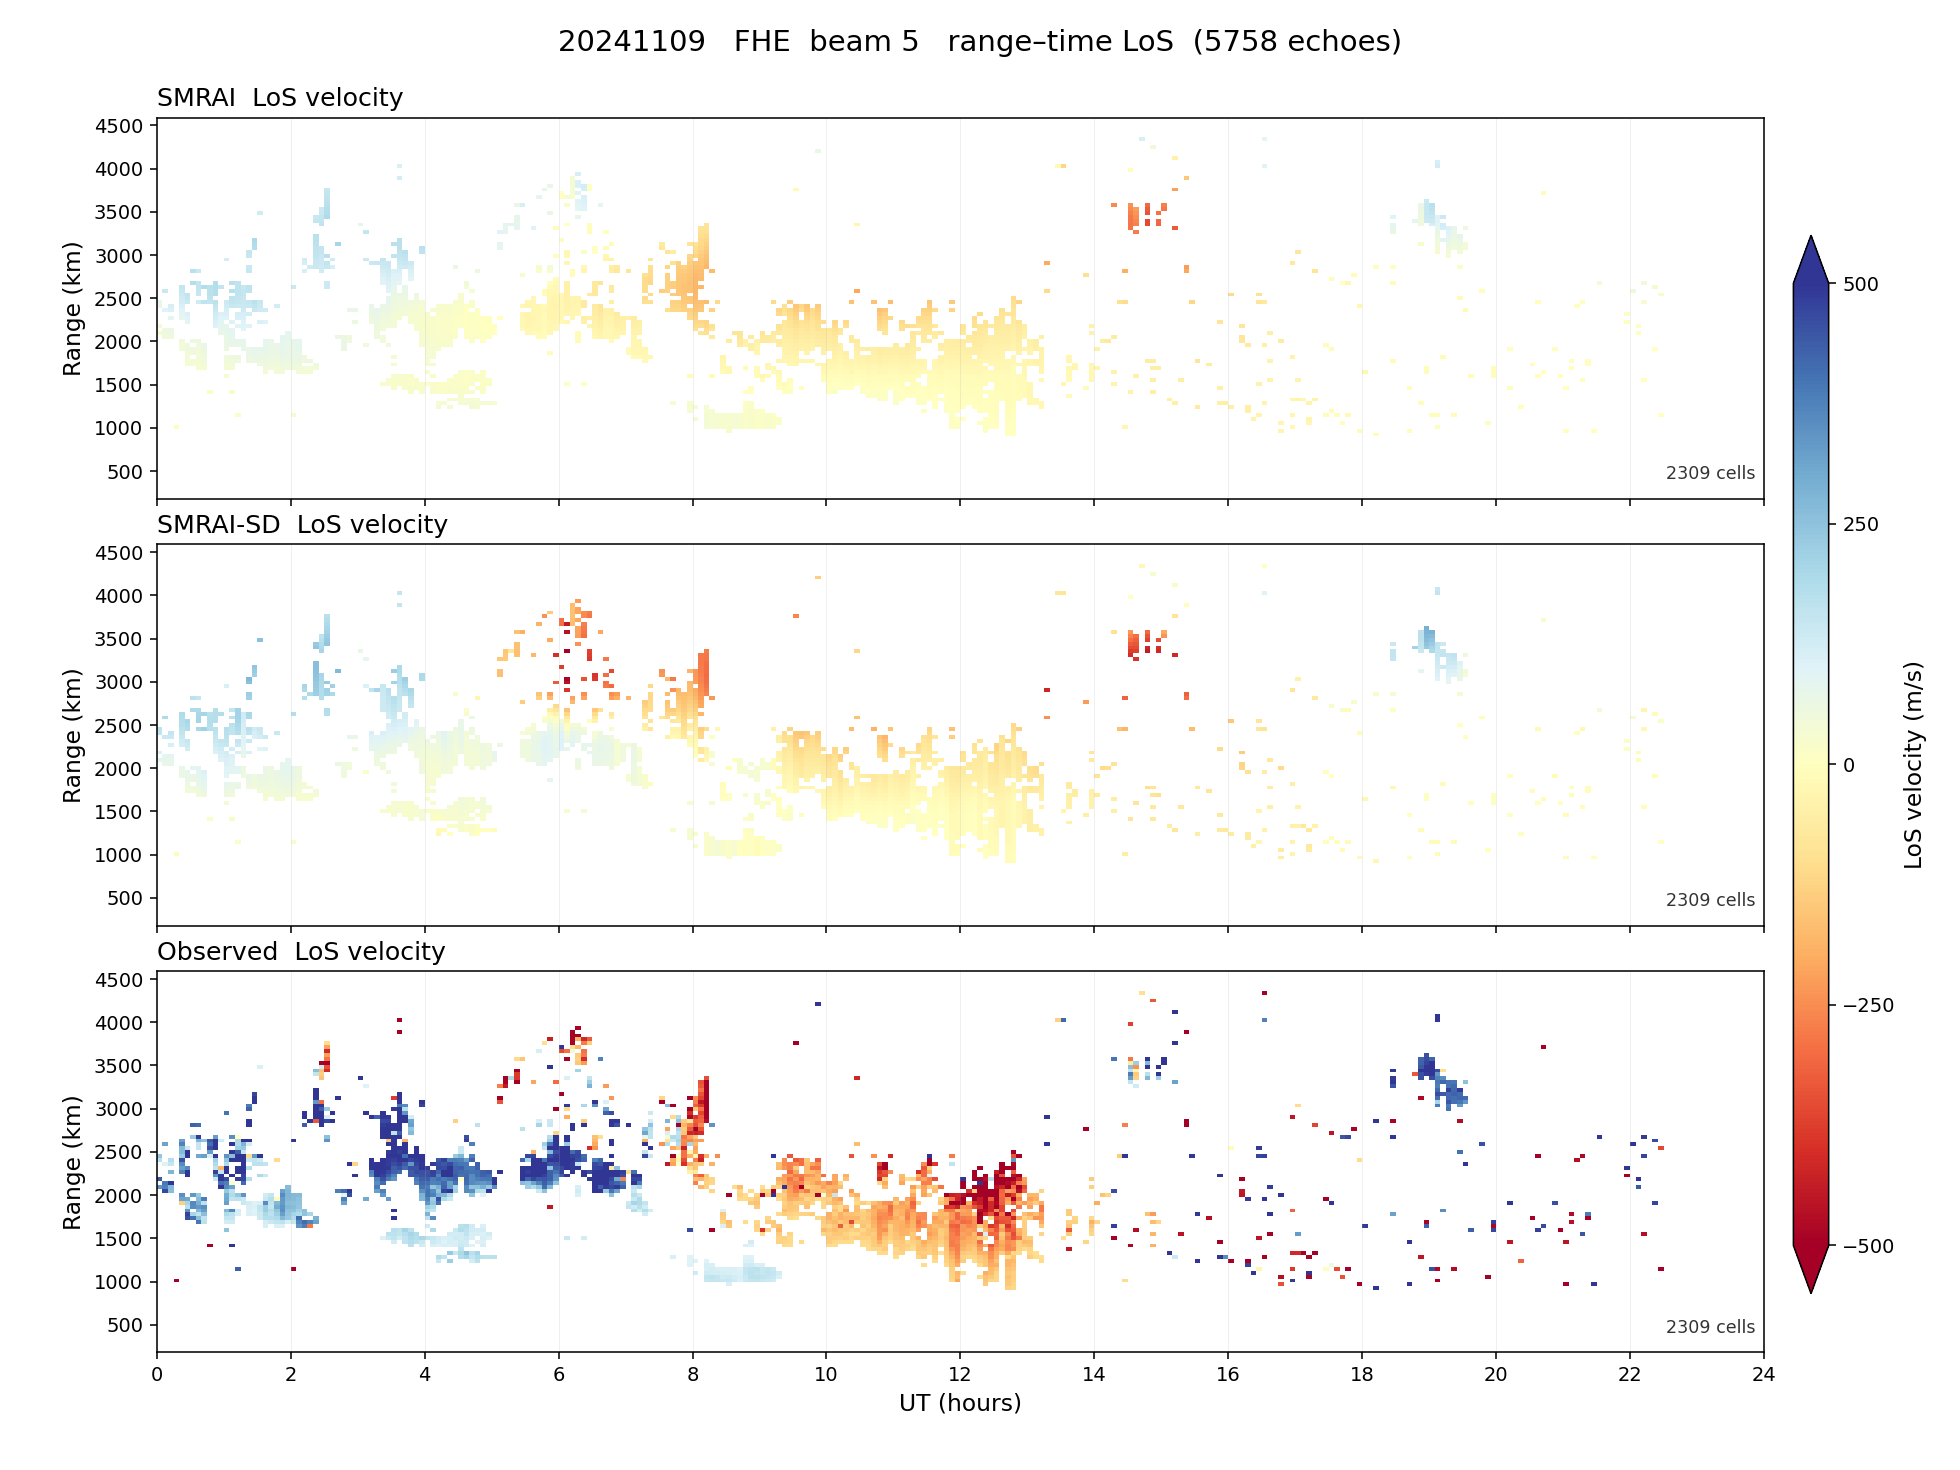 20241109   FHE  beam 5   range–time LoS  (5758 echoes)
SMRAI  LoS velocity
4500
4000
3500
3000
2500
2000
1500
1000
500
Range (km)
2309 cells
SMRAI-SD  LoS velocity
4500
4000
3500
3000
2500
2000
1500
1000
500
Range (km)
2309 cells
Observed  LoS velocity
4500
4000
3500
3000
2500
2000
1500
1000
500
Range (km)
2309 cells
0 2 4 6 8 10 12 14 16 18 20 22 24
UT (hours)
500
250
0
−250
−500
LoS velocity (m/s)